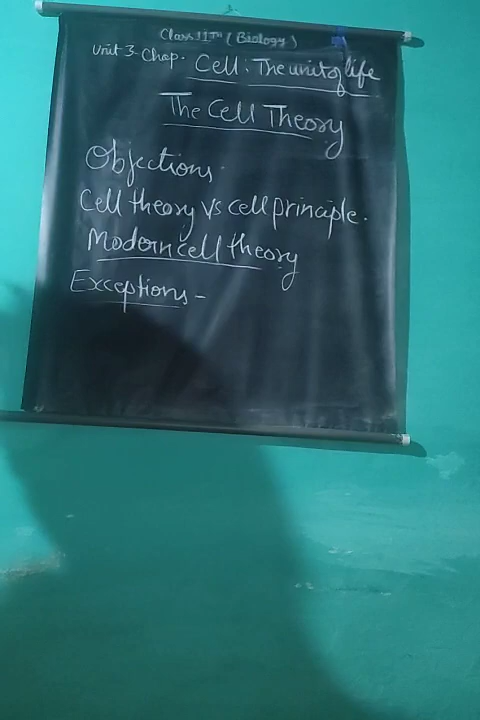 Class 11TH (Biology)
Unit 3- Chap. Cell : The unit of life
The Cell Theory
Objections.
Cell theory Vs cell principle.
Modern cell theory
Exceptions -